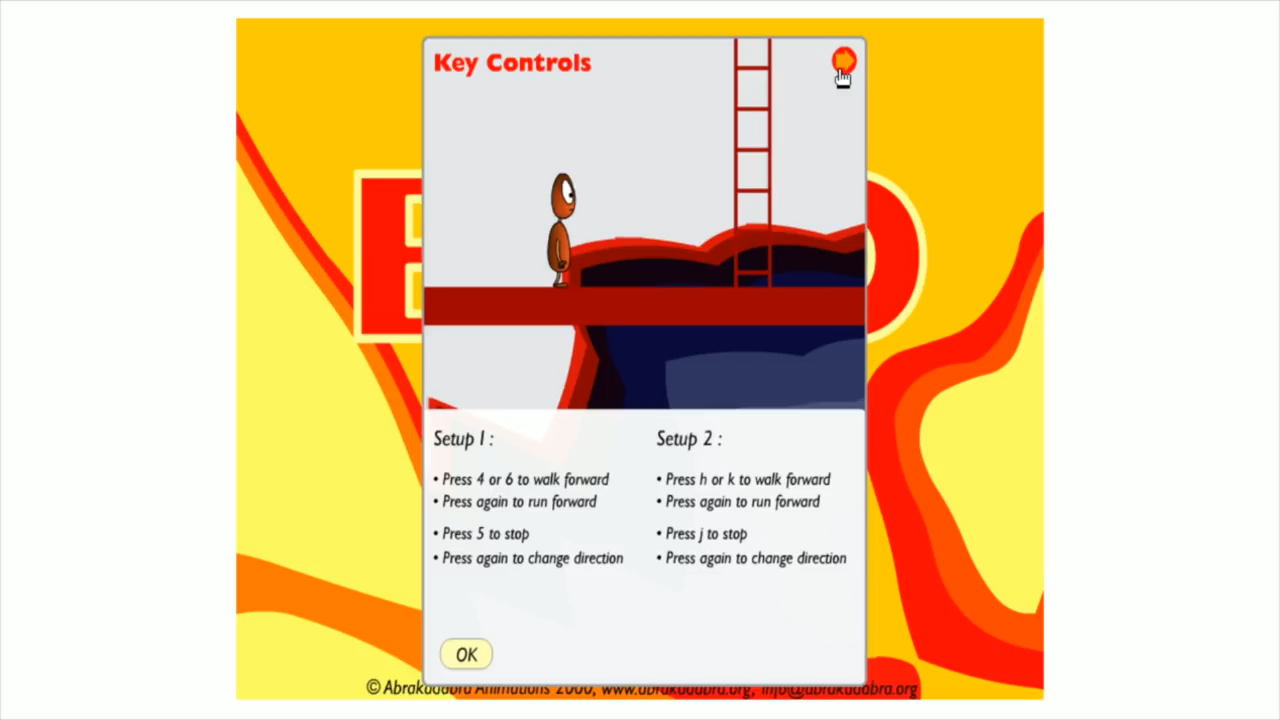 Key Controls
Setup 1 :
• Press 4 or 6 to walk forward
• Press again to run forward
• Press 5 to stop
• Press again to change direction
Setup 2 :
• Press h or k to walk forward
• Press again to run forward
• Press j to stop
• Press again to change direction
OK
© Abrakadabra Animations 2000, www.abrakadabra.org, info@abrakadabra.org